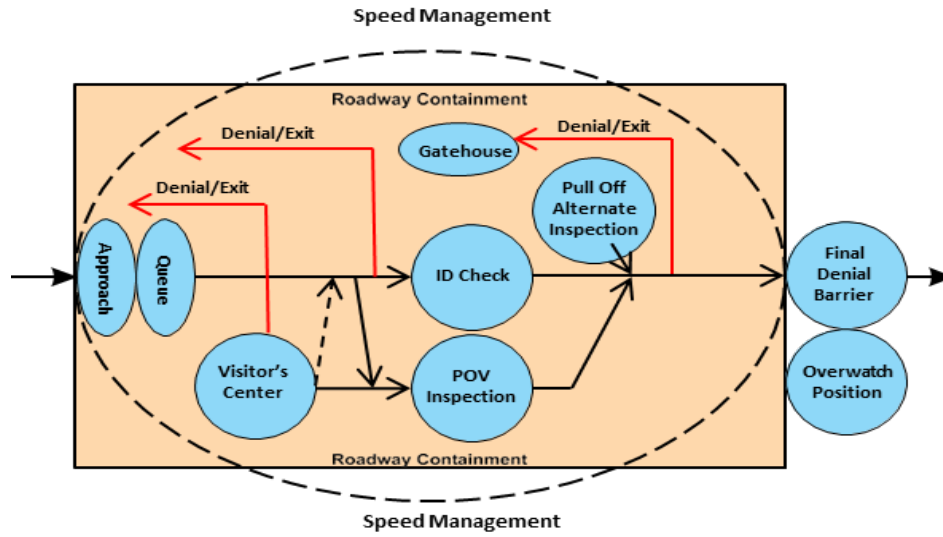 Speed Management
Roadway Containment
Denial/Exit
Denial/Exit
Gatehouse
Pull Off
Alternate
Inspection
Denial/Exit
Approach
Queue
ID Check
Final
Denial
Barrier
Visitor's
Center
POV
Inspection
Overwatch
Position
Roadway Containment
Speed Management